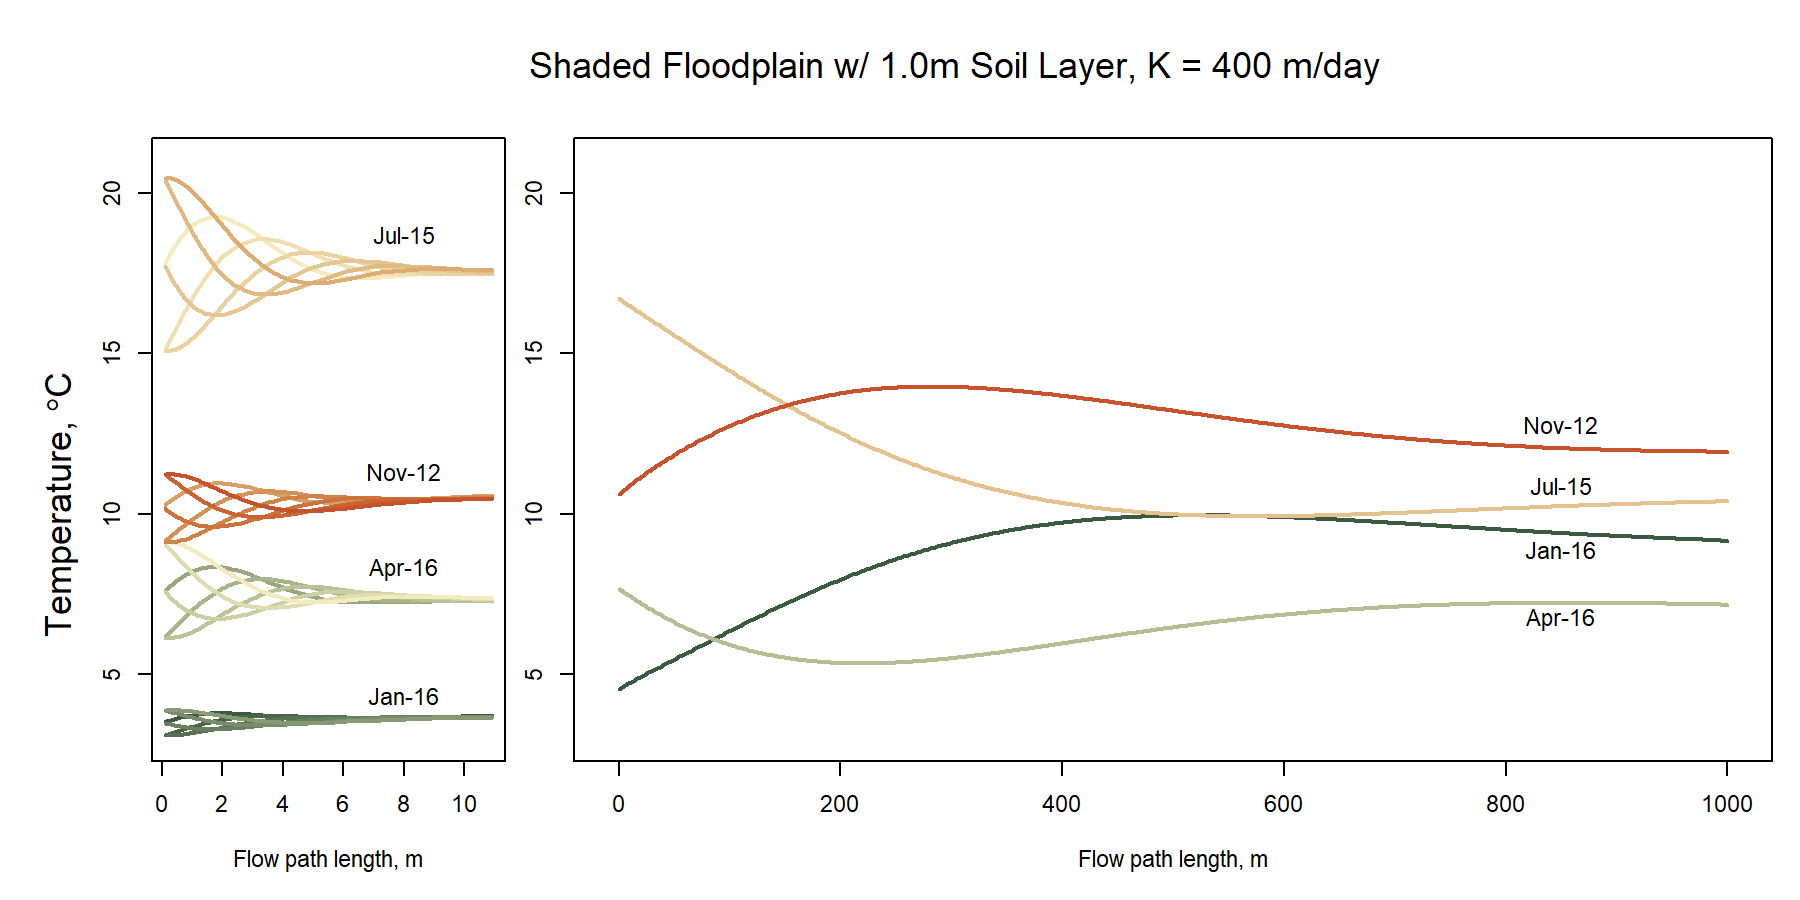 Shaded Floodplain w/ 1.0m Soil Layer, K = 400 m/day
Temperature, °C
20
15
10
5
Jul-15
Nov-12
Apr-16
Jan-16
0 2 4 6 8 10
Flow path length, m
20
15
10
5
Nov-12
Jul-15
Jan-16
Apr-16
0 200 400 600 800 1000
Flow path length, m